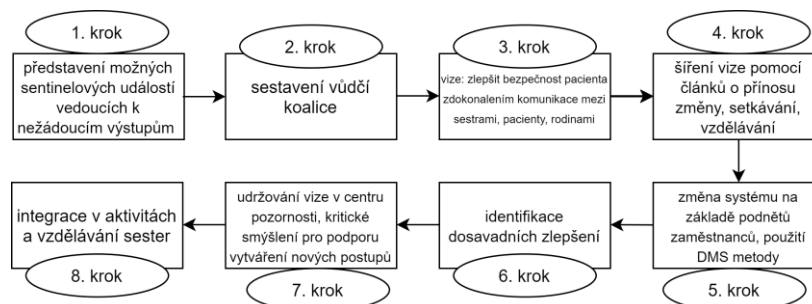 1. krok
představení možných
sentinelových událostí
vedoucích k
nežádoucím výstupům
2. krok
sestavení vůdčí
koalice
3. krok
vize: zlepšit bezpečnost pacienta
zdokonalením komunikace mezi
sestrami, pacienty, rodinami
4. krok
šíření vize pomocí
článků o přínosu
změny, setkávání,
vzdělávání
změna systému na
základě podnětů
zaměstnanců, použití
DMS metody
5. krok
identifikace
dosavadních zlepšení
6. krok
udržování vize v centru
pozornosti, kritické
smýšlení pro podporu
vytváření nových postupů
7. krok
integrace v aktivitách
a vzdělávání sester
8. krok